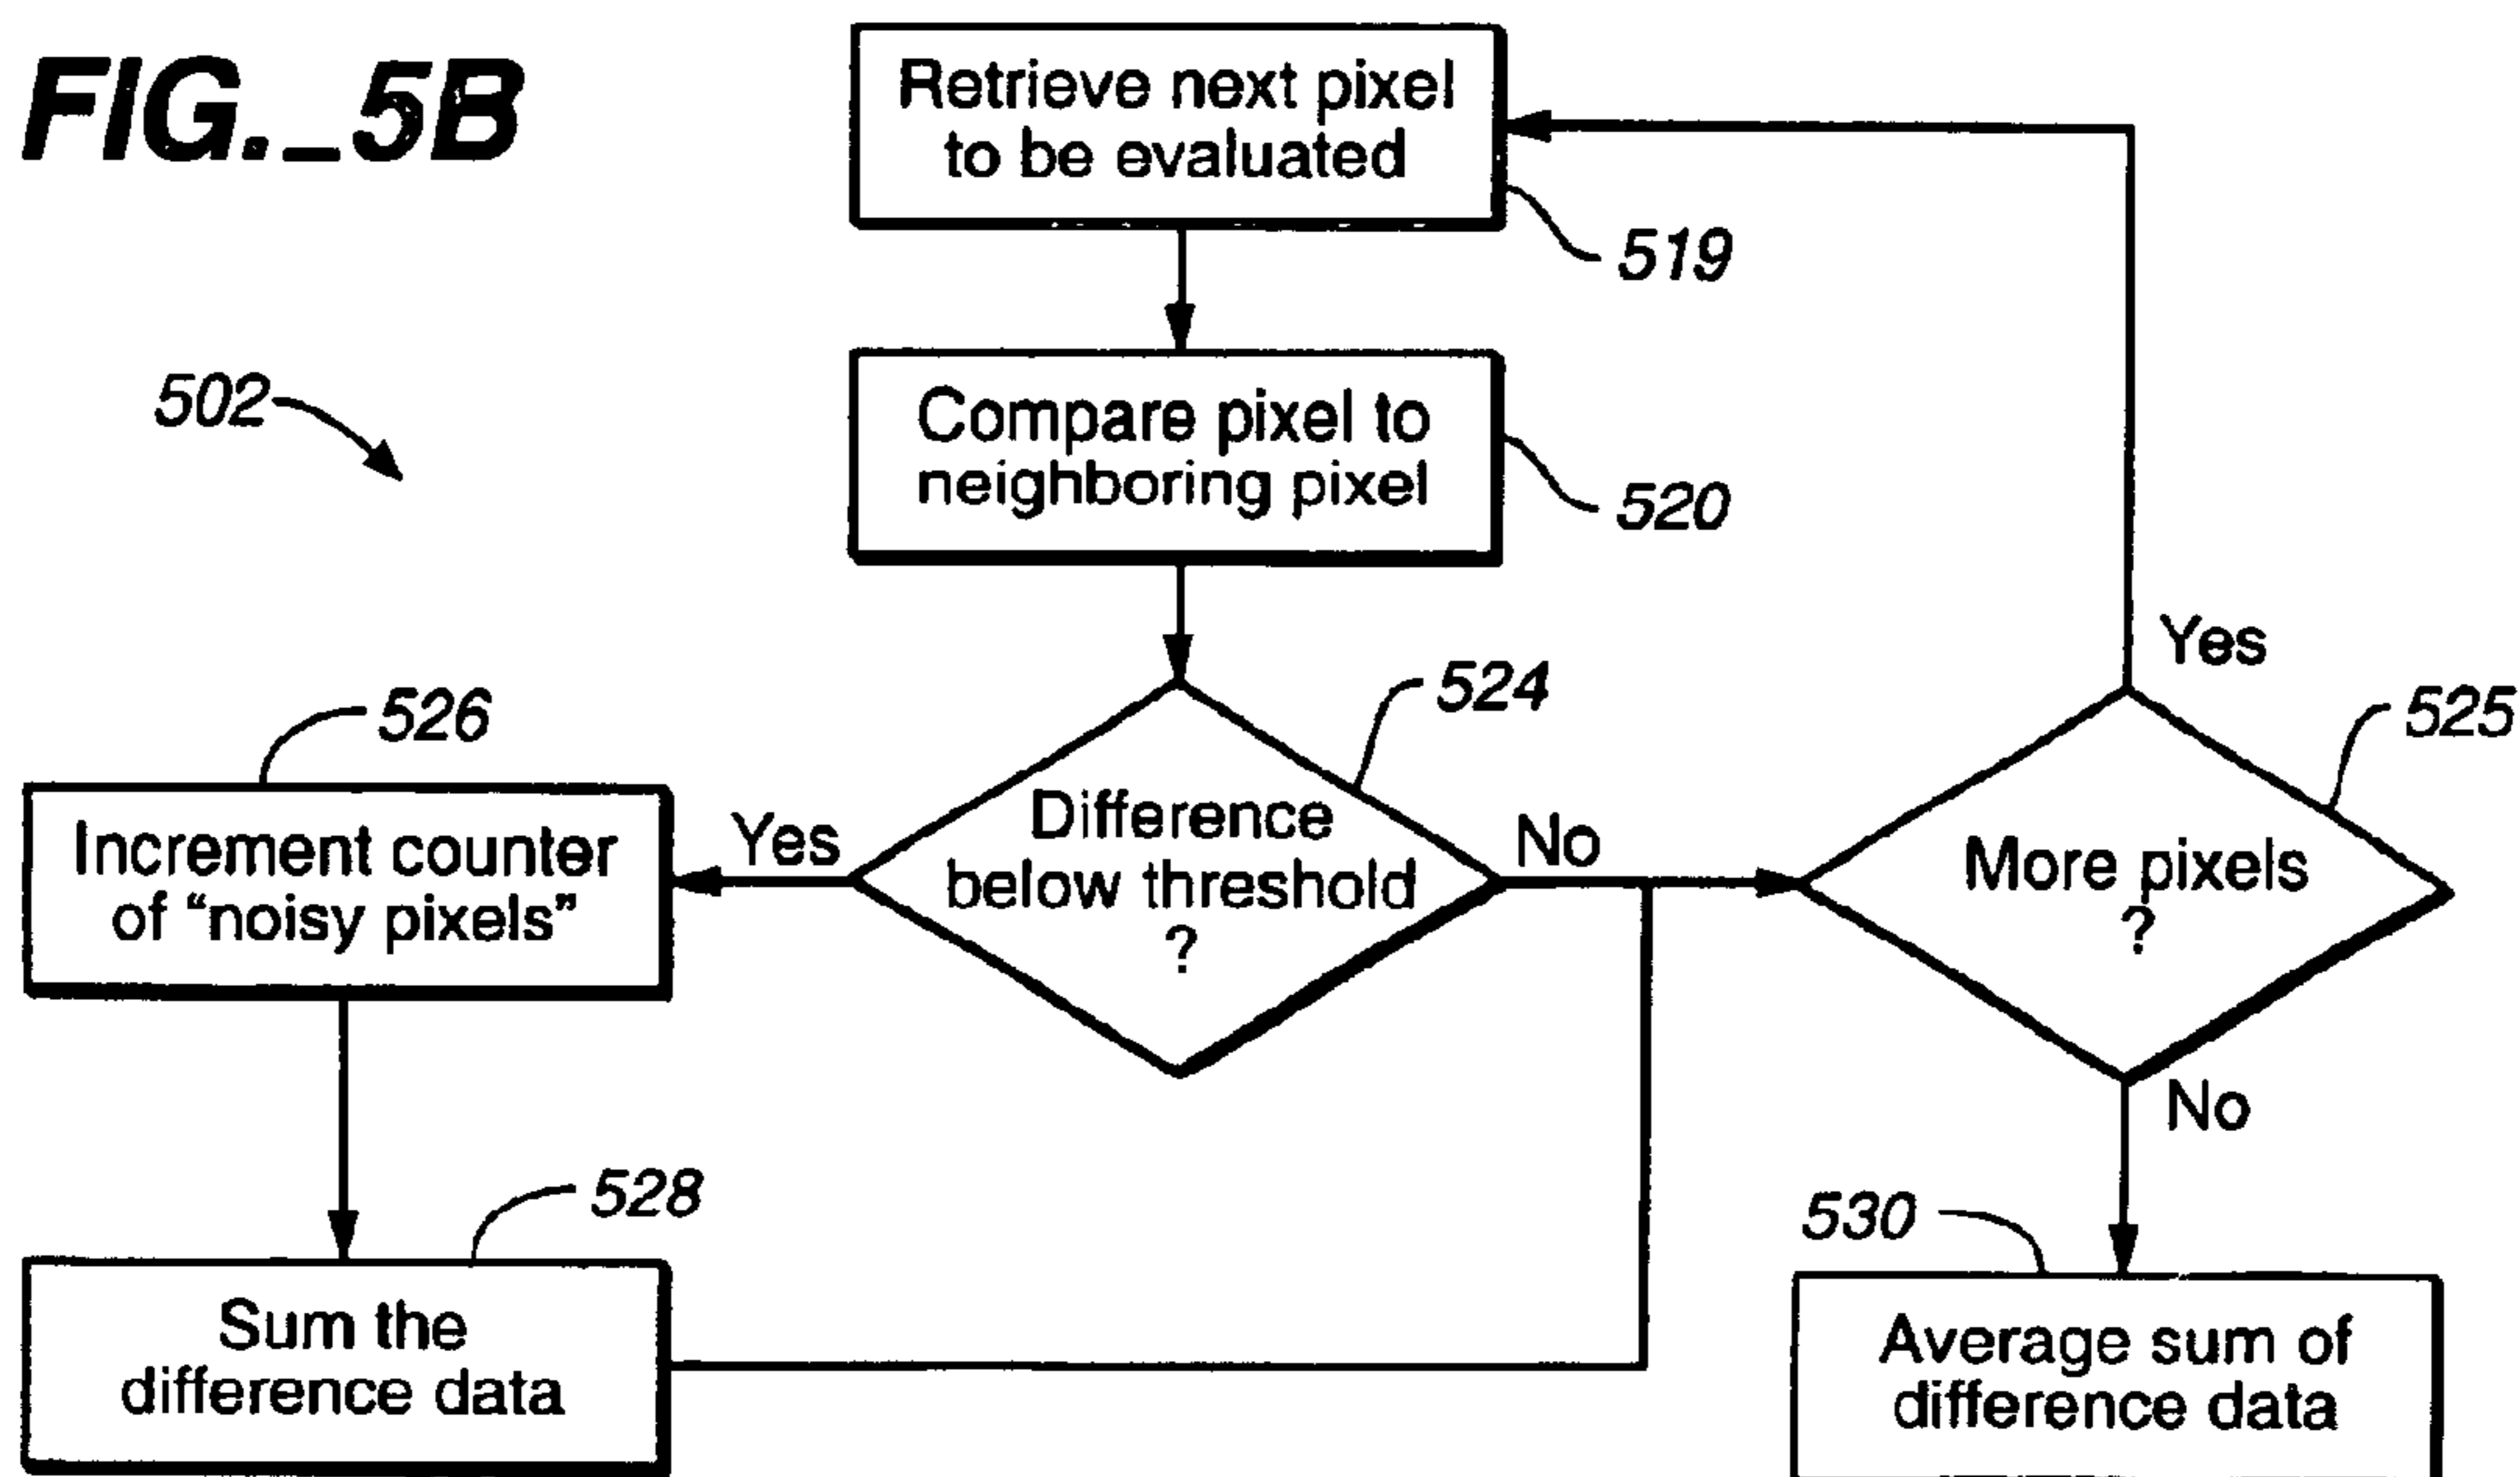 FIG._5B
Retrieve next pixel
to be evaluated
519
502
Compare pixel to
neighboring pixel
520
Yes
524
525
526
Difference
below threshold
?
Yes
No
More pixels
?
Increment counter
of “noisy pixels”
No
528
530
Sum the
difference data
Average sum of
difference data